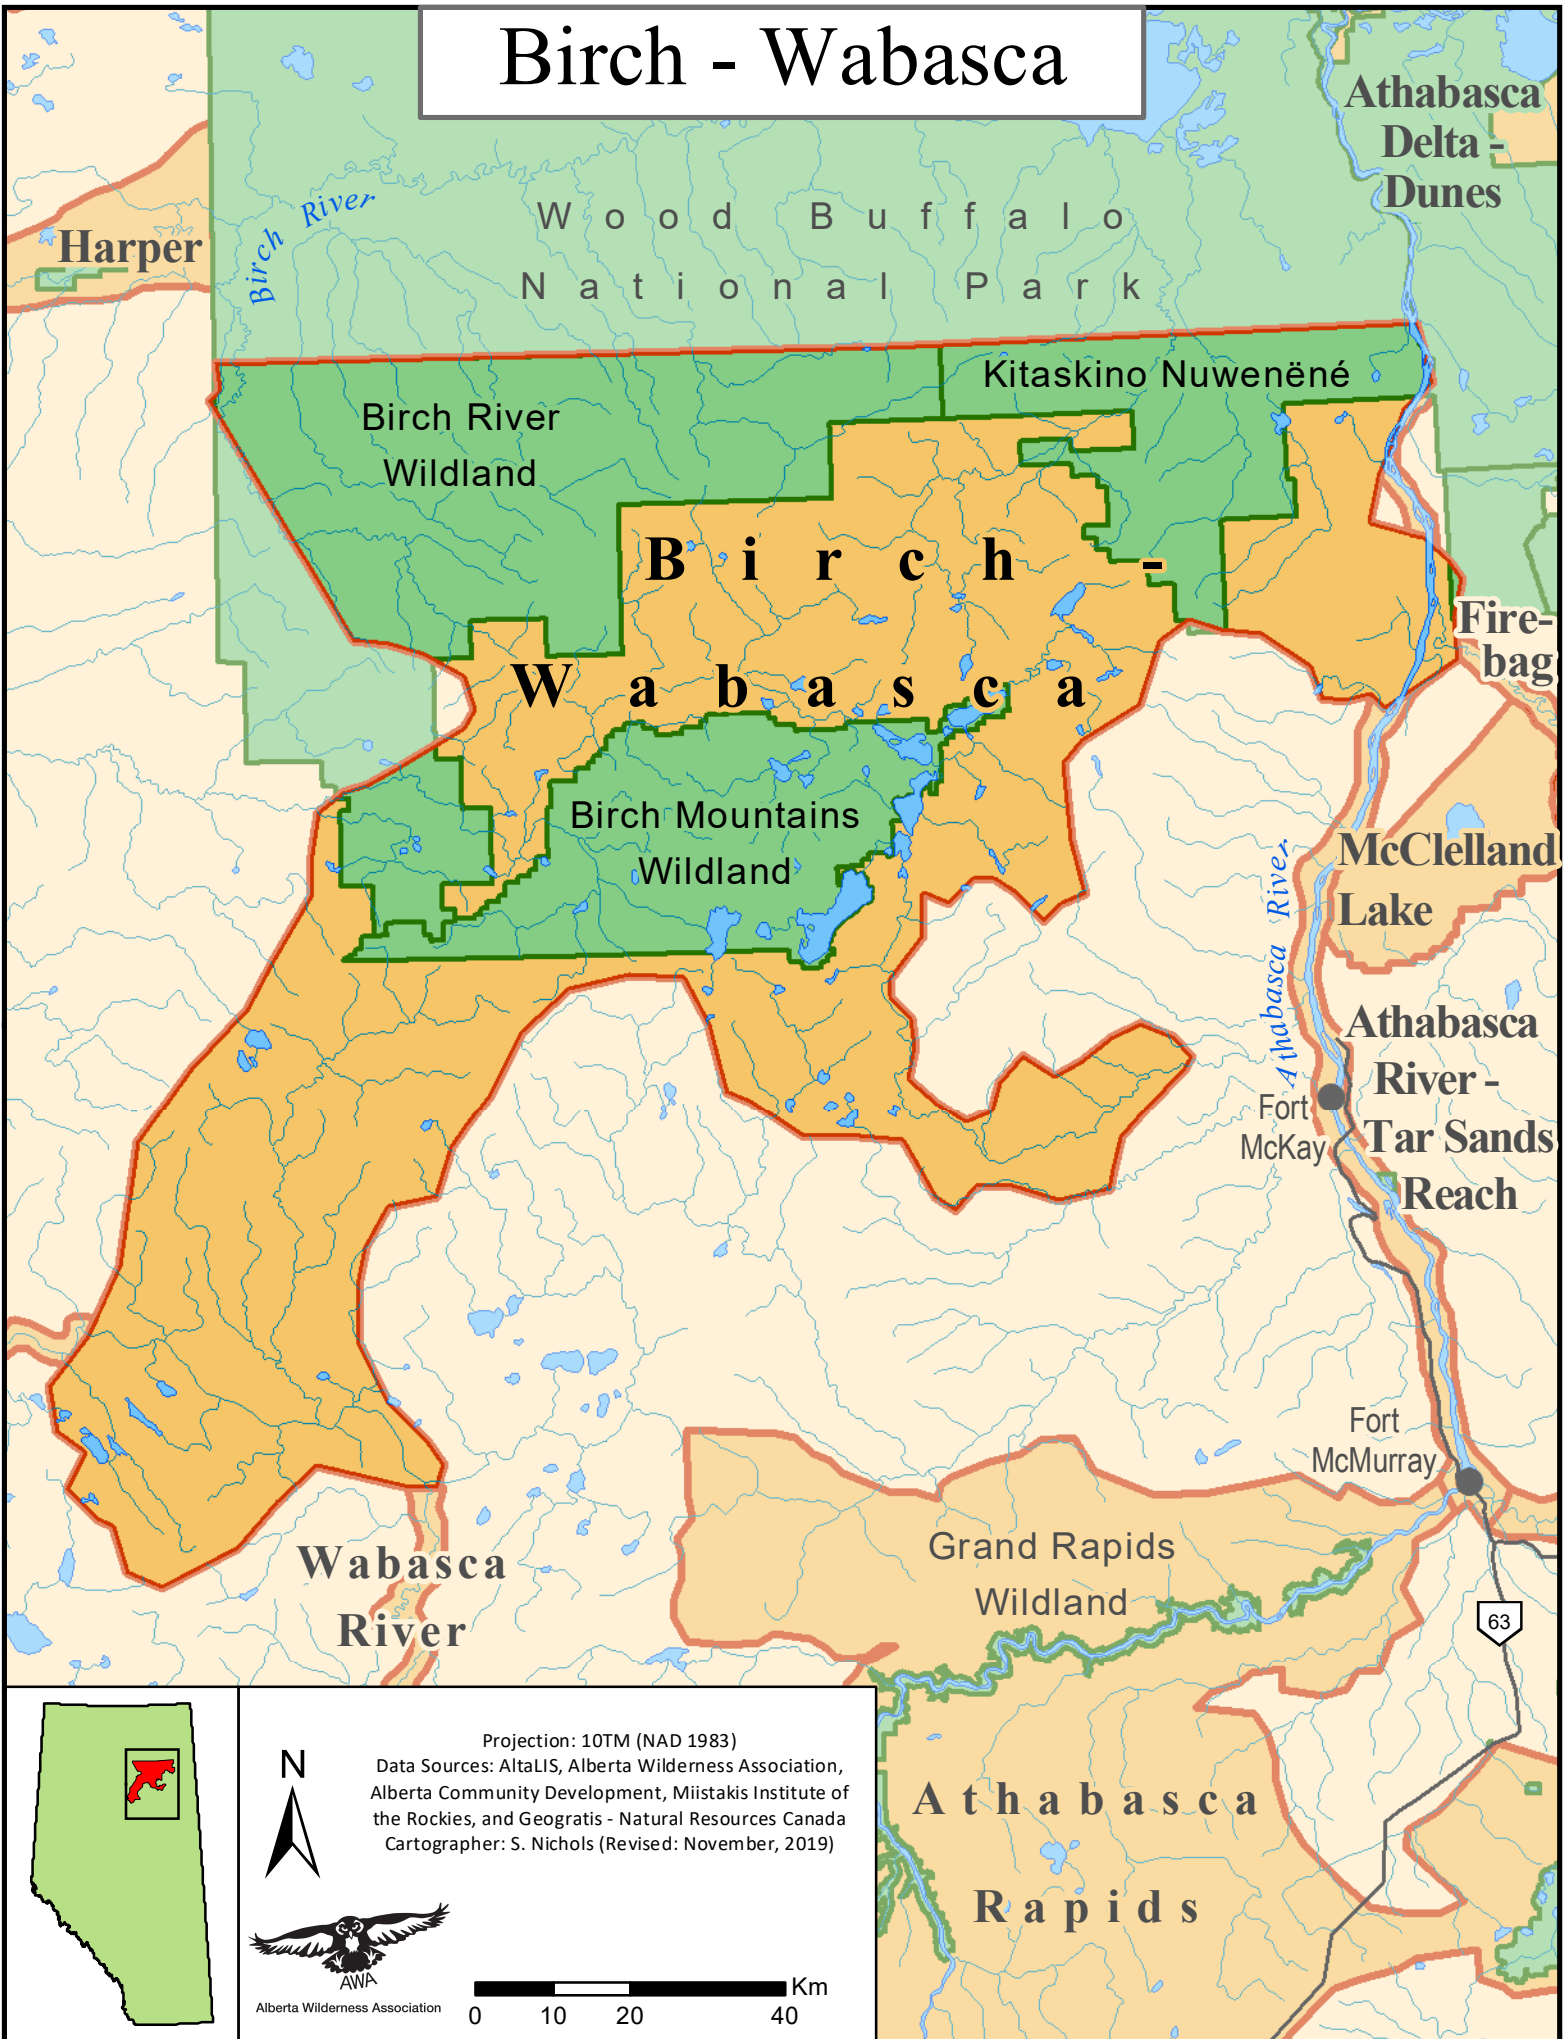 Birch - Wabasca
Athabasca
Delta -
Dunes
Birch River
Wood Buffalo
National Park
Harper
Kitaskino Nuwenëné
Birch River
Wildland
Birch -
Wabasca
Fire-
bag
Birch Mountains
Wildland
McClelland
Lake
Athabasca River
Athabasca
River -
Tar Sands
Reach
Fort
McKay
Fort
McMurray
Grand Rapids
Wildland
Wabasca
River
63
Athabasca
Rapids
N
Projection: 10TM (NAD 1983)
Data Sources: AltaLIS, Alberta Wilderness Association,
Alberta Community Development, Miistakis Institute of
the Rockies, and Geogratis - Natural Resources Canada
Cartographer: S. Nichols (Revised: November, 2019)
AWA
Alberta Wilderness Association
Km
0 10 20 40